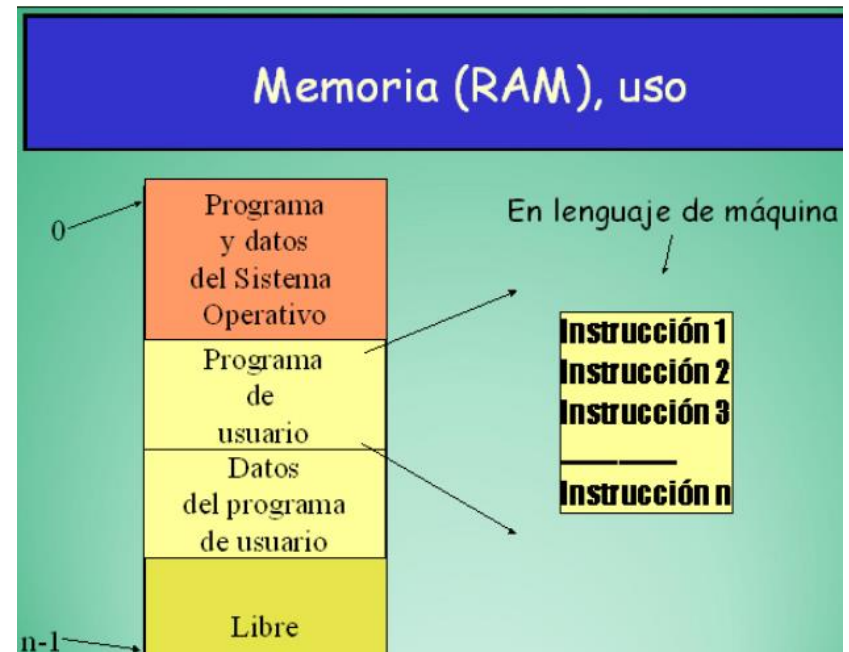 Memoria (RAM), uso
0
Programa
y datos
del Sistema
Operativo
Programa
de
usuario
Datos
del programa
de usuario
Libre
n-1
En lenguaje de máquina
Instrucción 1
Instrucción 2
Instrucción 3
Instrucción n